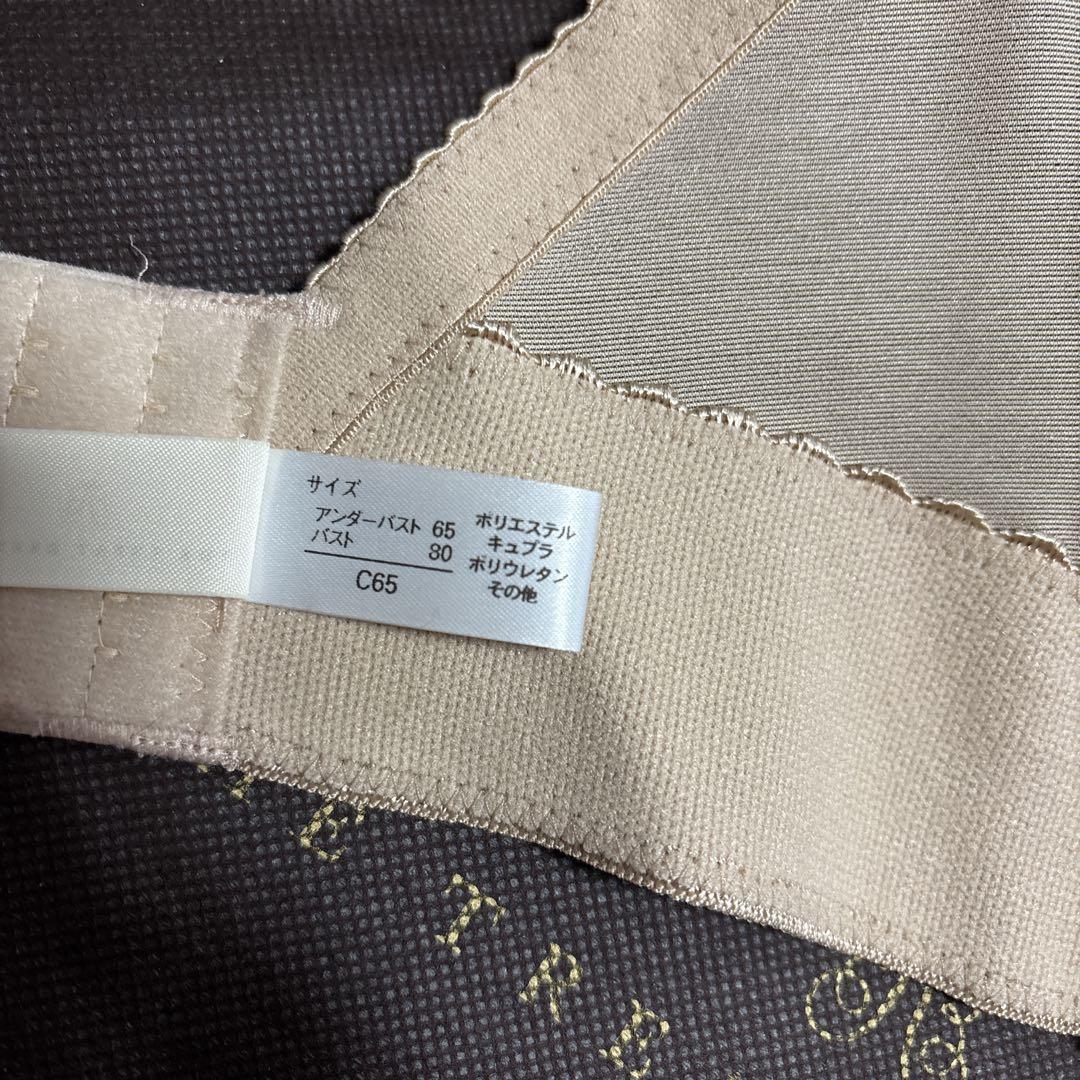 サイズ
アンダーバスト 65
バスト 80
C65
ポリエステル
キュプラ
ポリウレタン
その他
E
T
R
E